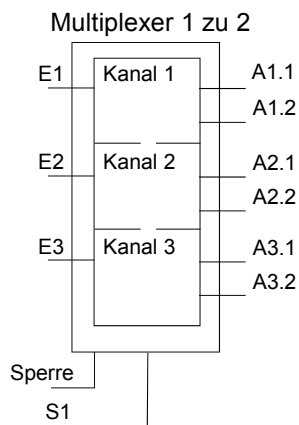 Multiplexer 1 zu 2
E1 Kanal 1 A1.1
A1.2
E2 Kanal 2 A2.1
A2.2
E3 Kanal 3 A3.1
A3.2
Sperre
S1